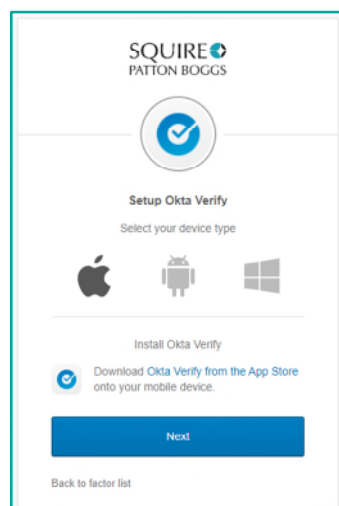 SQUIRE
PATTON BOGGS
Setup Okta Verify
Select your device type
Install Okta Verify
Download Okta Verify from the App Store
onto your mobile device.
Next
Back to factor list